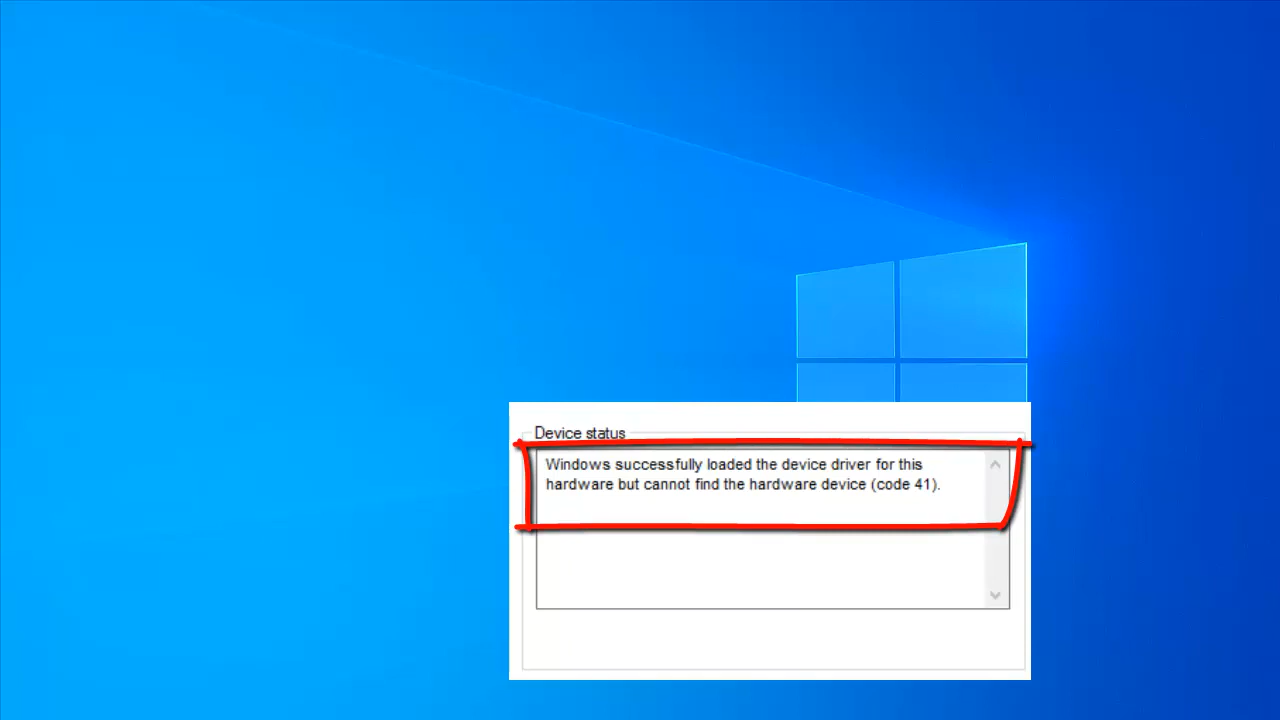 Device status
Windows successfully loaded the device driver for this
hardware but cannot find the hardware device (code 41).